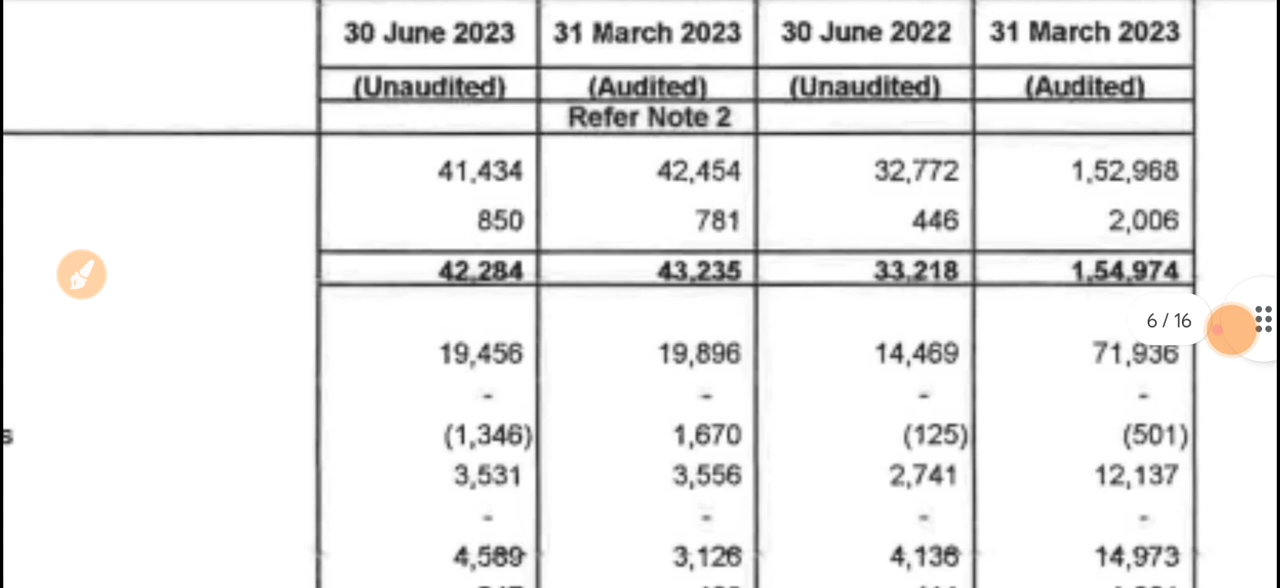 30 June 2023 31 March 2023 30 June 2022 31 March 2023
(Unaudited) (Audited) (Unaudited) (Audited)
Refer Note 2
41,434 42,454 32,772 1,52,968
850 781 446 2,006
42,284 43,235 33,218 1,54,974
6 / 16
19,456 19,896 14,469 71,936
- - - -
s (1,346) 1,670 (125) (501)
3,531 3,556 2,741 12,137
- - - -
4,569 3,126 4,136 14,973